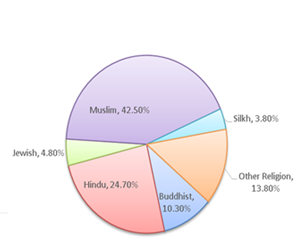 Muslim, 42.50%
Silkh, 3.80%
Other Religion,
13.80%
Buddhist,
10.30%
Hindu, 24.70%
Jewish, 4.80%